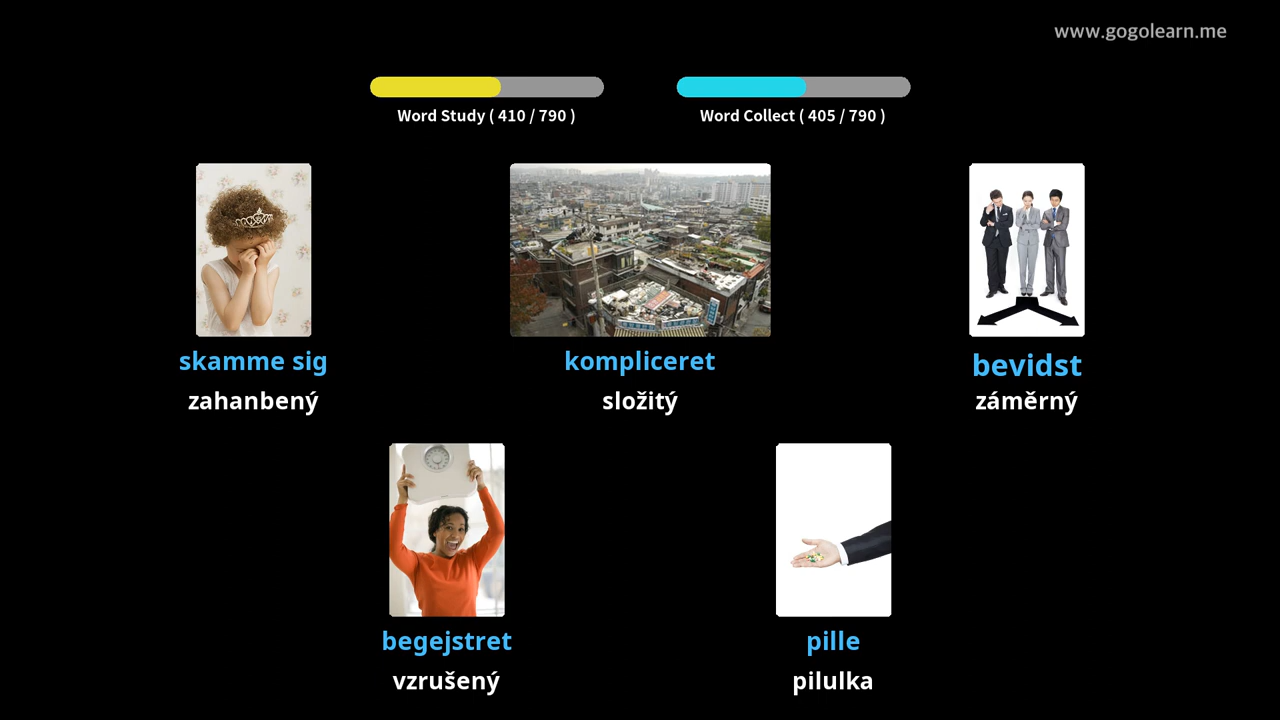 www.gogolearn.me
Word Study ( 410 / 790 )
Word Collect ( 405 / 790 )
skamme sig
zahanbený
kompliceret
složitý
bevidst
záměrný
begejstret
vzrušený
pille
pilulka